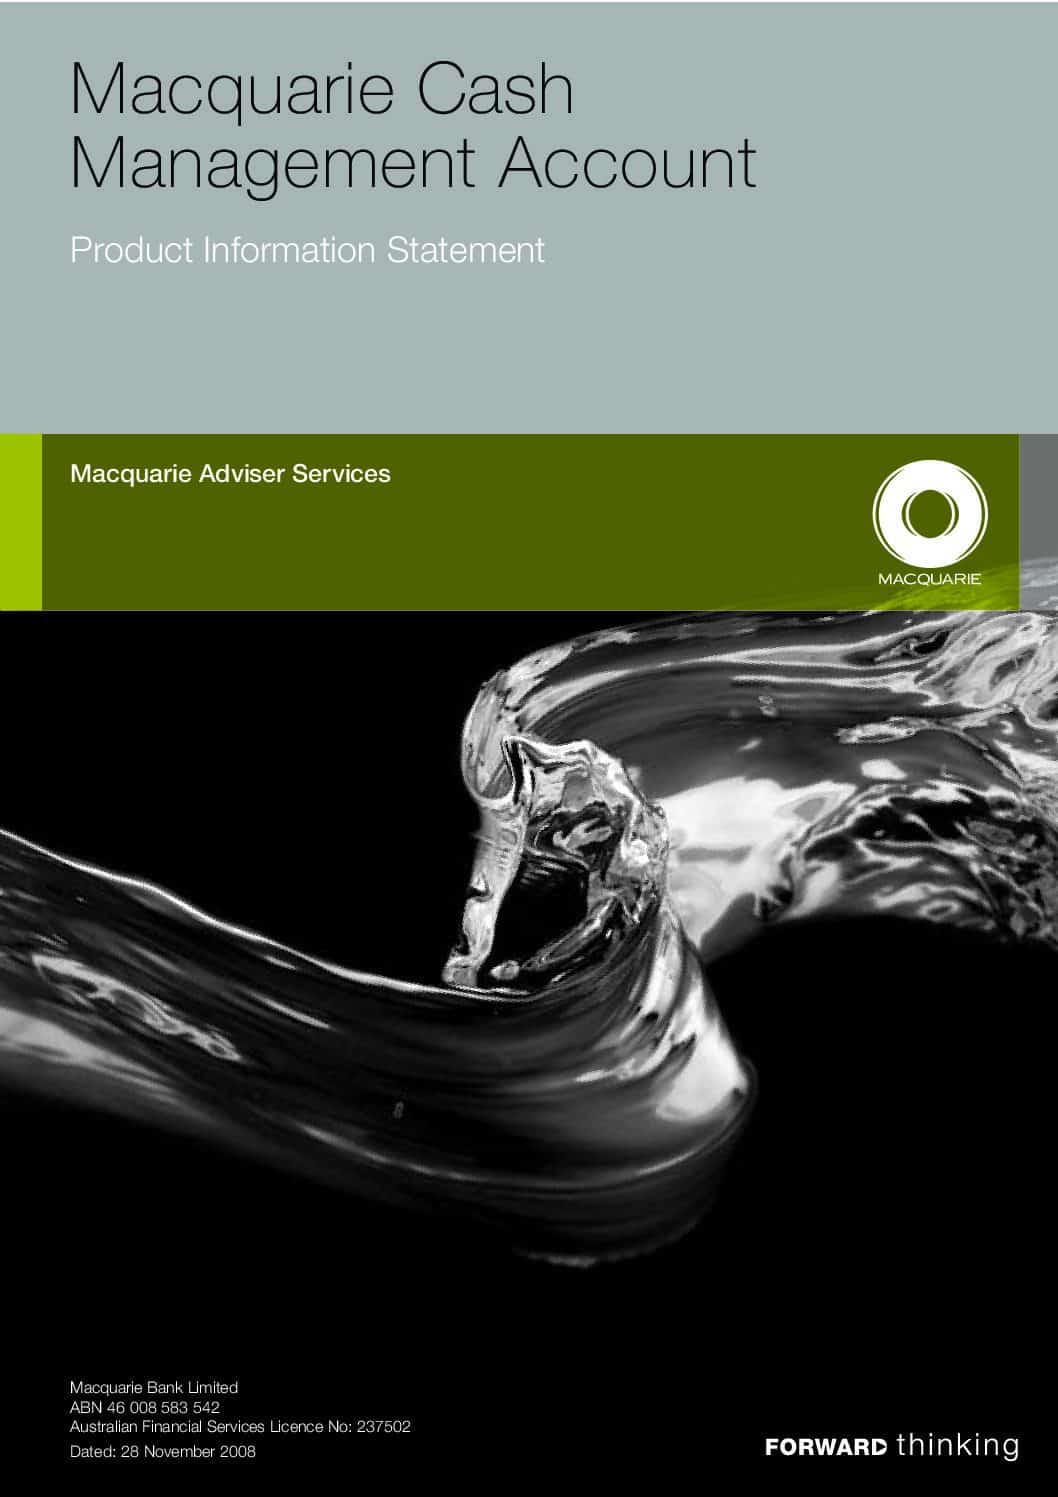 Macquarie Cash
Management Account
Product Information Statement
Macquarie Adviser Services
MACQUARIE
Macquarie Bank Limited
ABN 46 008 583 542
Australian Financial Services Licence No: 237502
Dated: 28 November 2008
FORWARD thinking